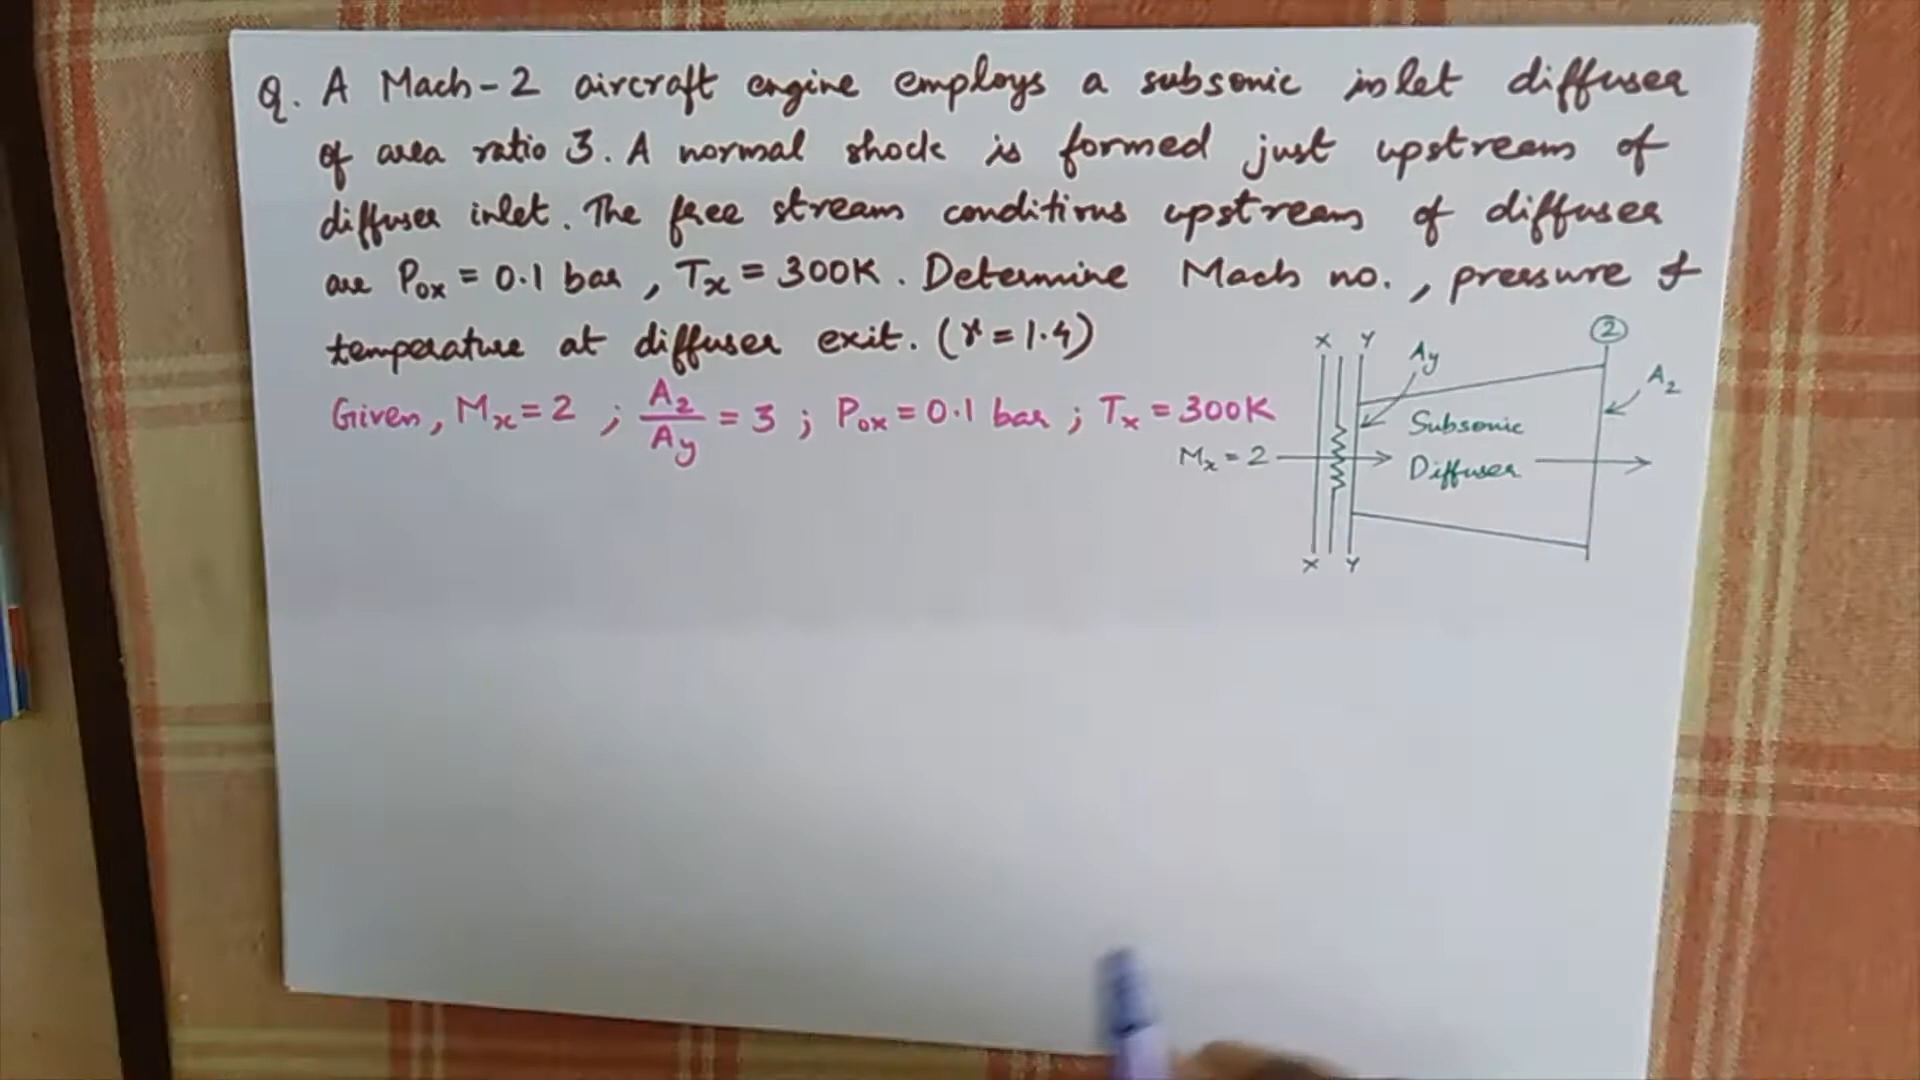 Q. A Mach-2 aircraft engine employs a subsonic inlet diffuser
of area ratio 3. A normal shock is formed just upstream of
diffuser inlet. The free stream conditions upstream of diffuser
are Pox = 0.1 bar, Tx = 300K. Determine Mach no., pressure &
temperature at diffuser exit. (γ = 1.4)
Given, Mx = 2 ; A2/Ay = 3 ; Pox = 0.1 bar ; Tx = 300K
X Y Ay 2
A2
Subsonic
Mx = 2
Diffuser
X Y